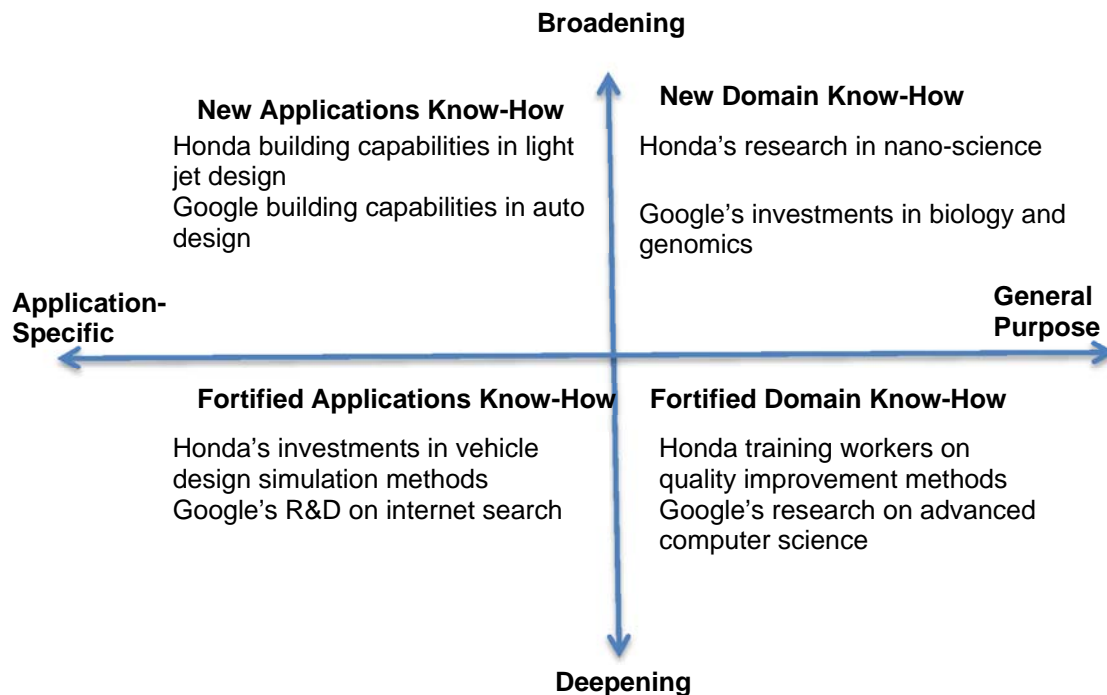 Broadening
New Applications Know-How
Honda building capabilities in light
jet design
Google building capabilities in auto
design
New Domain Know-How
Honda’s research in nano-science
Google’s investments in biology and
genomics
Application-
Specific
General
Purpose
Fortified Applications Know-How
Honda’s investments in vehicle
design simulation methods
Google’s R&D on internet search
Fortified Domain Know-How
Honda training workers on
quality improvement methods
Google’s research on advanced
computer science
Deepening